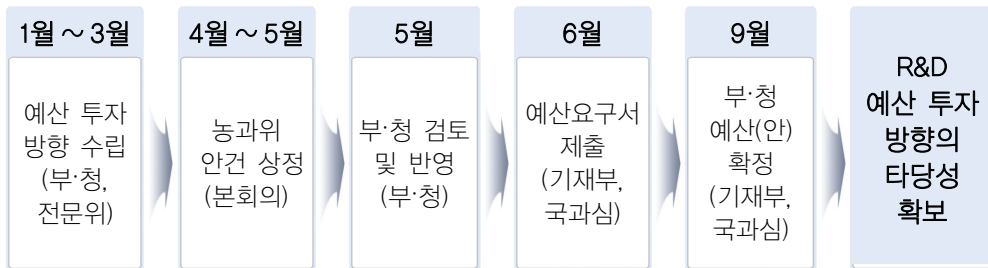 1월 ~ 3월
예산 투자
방향 수립
(부·청,
전문위)
4월 ~ 5월
농과위
안건 상정
(본회의)
5월
부·청 검토
및 반영
(부·청)
6월
예산요구서
제출
(기재부,
국과심)
9월
부·청
예산(안)
확정
(기재부,
국과심)
R&D
예산 투자
방향의
타당성
확보